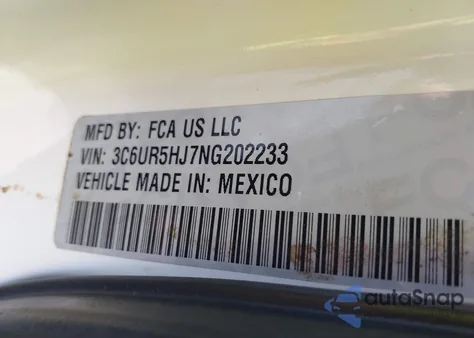 MFD BY: FCA US LLC
VIN: 3C6UR5HJ7NG202233
VEHICLE MADE IN: MEXICO
autoSnap